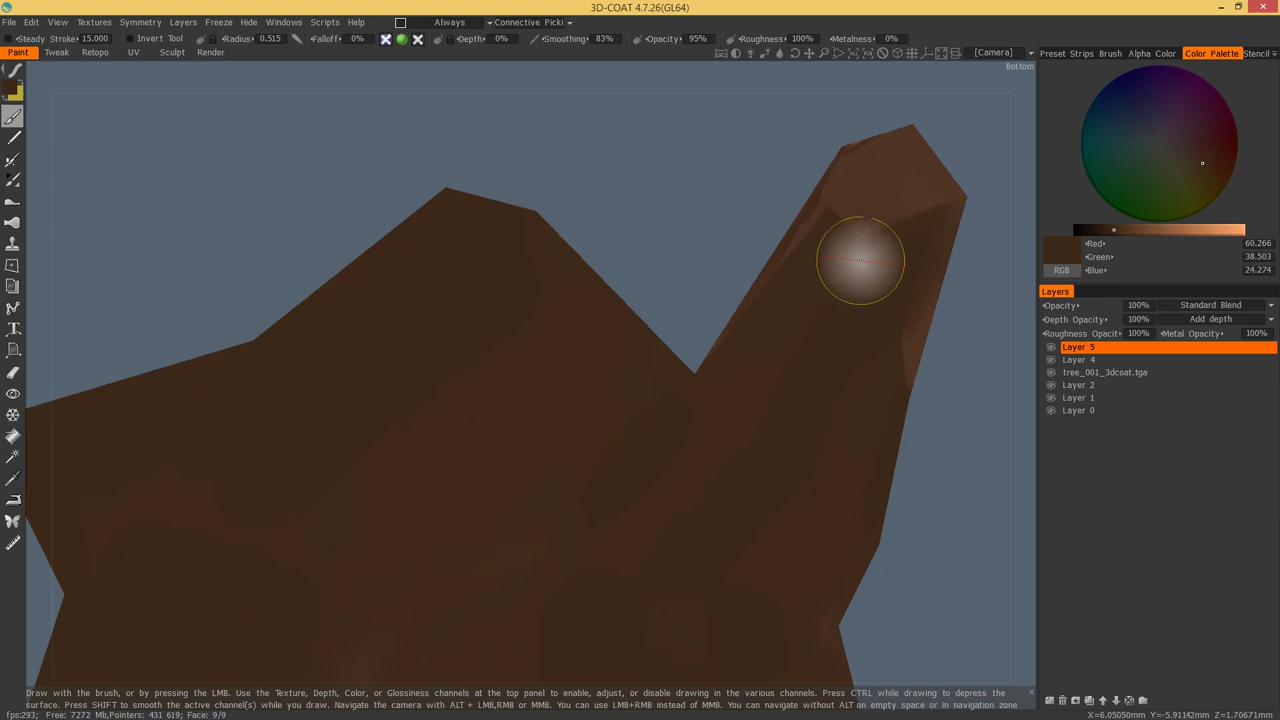 3D-COAT 4.7.26(GL64)
File Edit View Textures Symmetry Layers Freeze Hide Windows Scripts Help Always Connective Picki
Steady Stroke 15.000 Invert Tool Radius 0.515 Falloff 0% Depth 0% Smoothing 83% Opacity 95% Roughness 100% Metalness 0%
Paint Tweak Retopo UV Sculpt Render [Camera] Preset Strips Brush Alpha Color Color Palette Stencil
Bottom
Red 60.266
Green 38.503
RGB Blue 24.274
Layers
Opacity 100% Standard Blend
Depth Opacity 100% Add depth
Roughness Opacit 100% Metal Opacity 100%
Layer 5
Layer 4
tree_001_3dcoat.tga
Layer 2
Layer 1
Layer 0
Draw with the brush, or by pressing the LMB. Use the Texture, Depth, Color, or Glossiness channels at the top panel to enable, adjust, or disable drawing in the various channels. Press CTRL while drawing to depress the
surface. Press SHIFT to smooth the active channel(s) while you draw. Navigate the camera with ALT + LMB,RMB or MMB. You can use LMB+RMB instead of MMB. You can navigate without ALT on empty space or in navigation zone
fps:293; Free: 7272 Mb,Pointers: 431 619; Face: 9/9 X=6.05050mm Y=-5.91142mm Z=1.70671mm